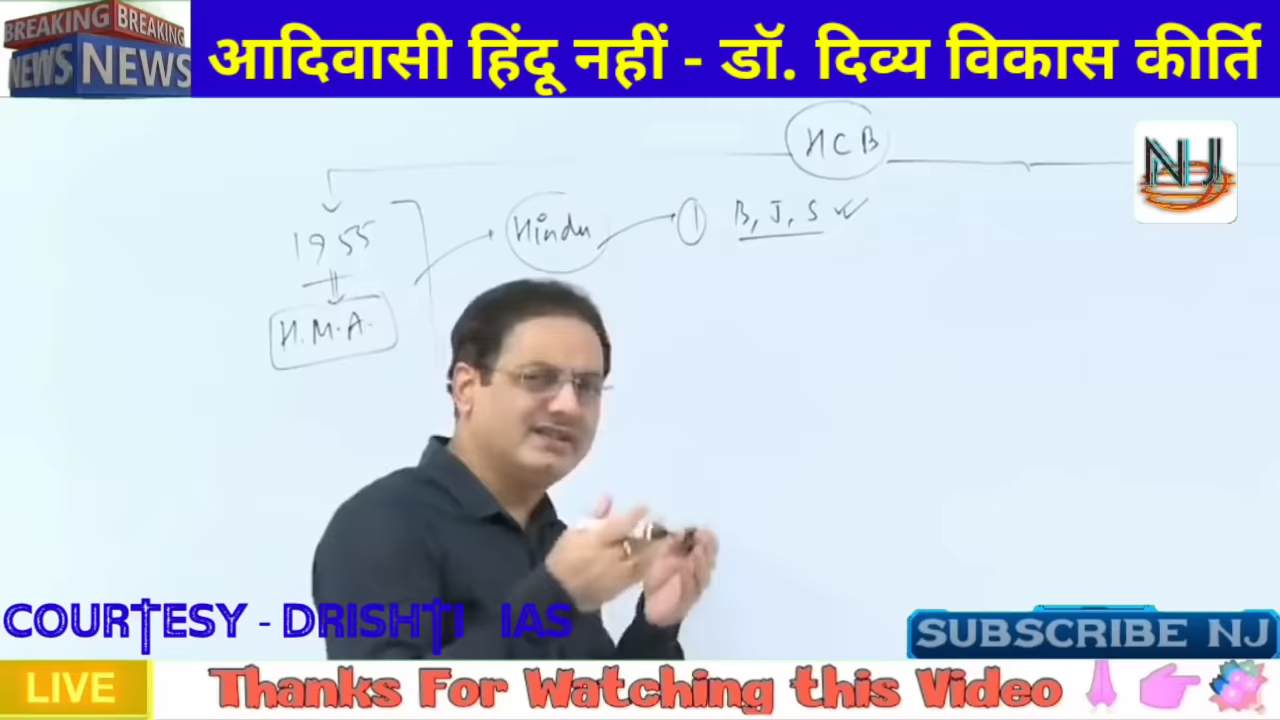 BREAKING BREAKING
NEWS NEWS
आदिवासी हिंदू नहीं - डॉ. दिव्य विकास कीर्ति
HCB
NJ
1955
Hindu
1 B, J, S
H.M.A.
COURTESY - DRISHTI IAS
SUBSCRIBE NJ
LIVE
Thanks For Watching this Video